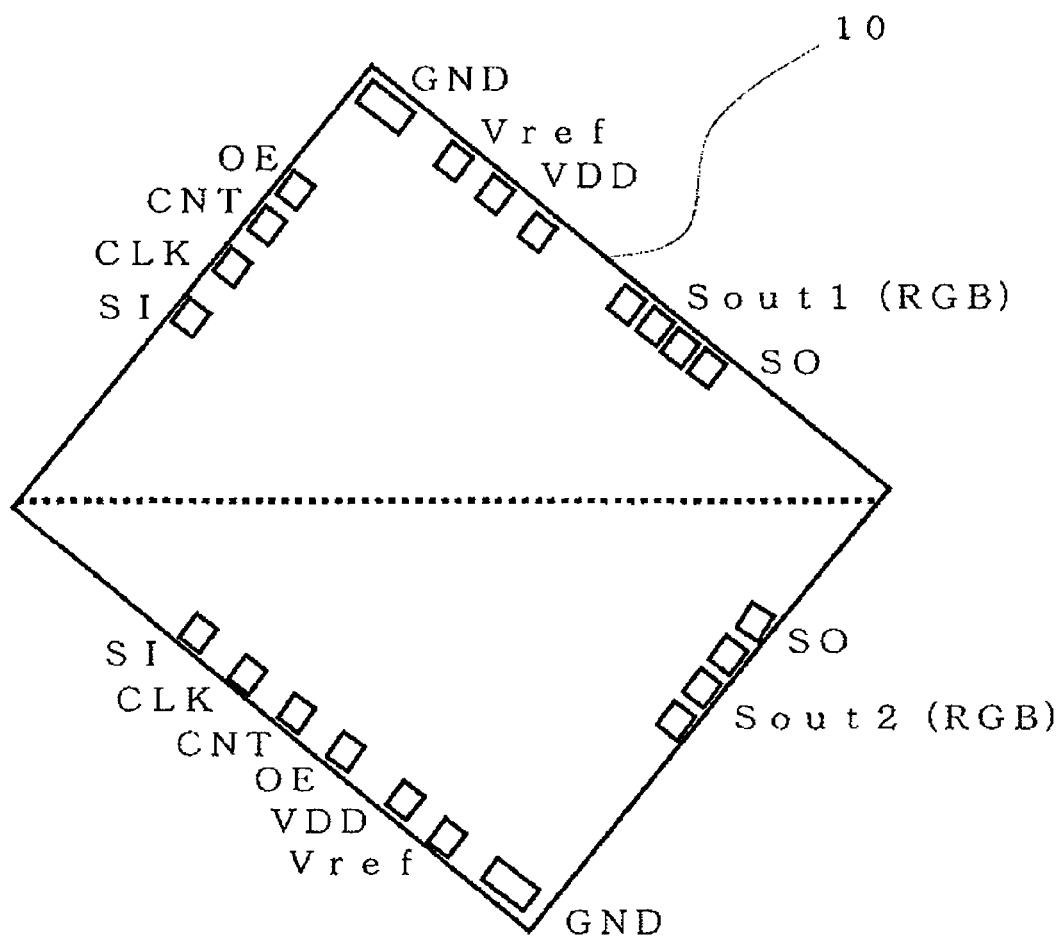 10
GND
Vref
OE
VDD
CNT
CLK
Sout1 (RGB)
SI
SO
SI
SO
CLK
Sout2 (RGB)
CNT
OE
VDD
Vref
GND